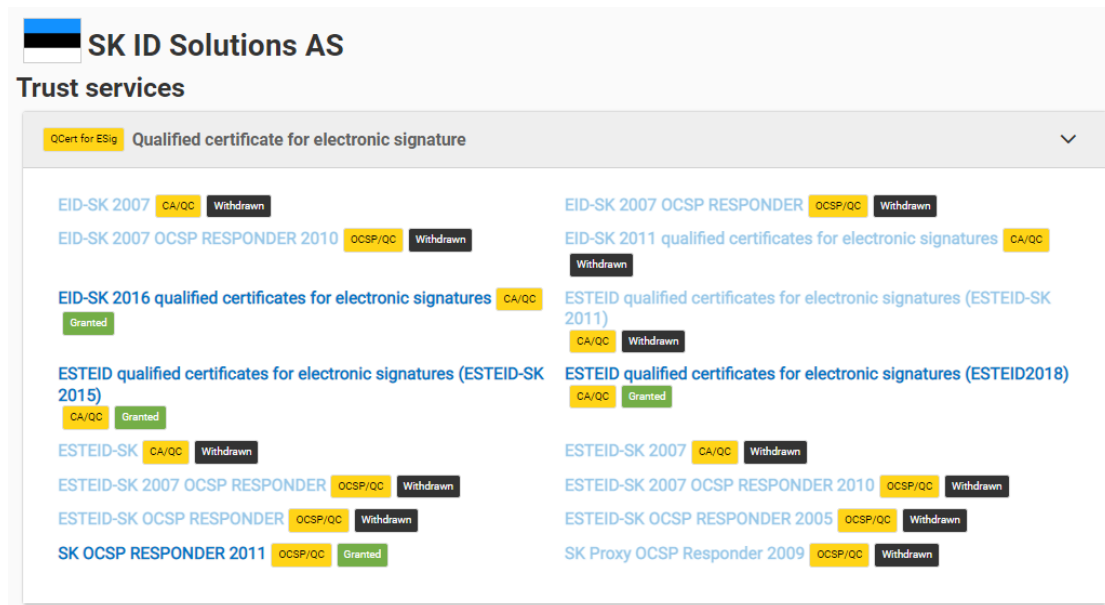 SK ID Solutions AS
Trust services
QCert for ESig Qualified certificate for electronic signature
EID-SK 2007 CA/QC Withdrawn
EID-SK 2007 OCSP RESPONDER OCSP/QC Withdrawn
EID-SK 2007 OCSP RESPONDER 2010 OCSP/QC Withdrawn
EID-SK 2011 qualified certificates for electronic signatures CA/QC
Withdrawn
EID-SK 2016 qualified certificates for electronic signatures CA/QC
Granted
ESTEID qualified certificates for electronic signatures (ESTEID-SK
2011)
CA/QC Withdrawn
ESTEID qualified certificates for electronic signatures (ESTEID-SK
2015)
CA/QC Granted
ESTEID qualified certificates for electronic signatures (ESTEID2018)
CA/QC Granted
ESTEID-SK CA/QC Withdrawn
ESTEID-SK 2007 CA/QC Withdrawn
ESTEID-SK 2007 OCSP RESPONDER OCSP/QC Withdrawn
ESTEID-SK 2007 OCSP RESPONDER 2010 OCSP/QC Withdrawn
ESTEID-SK OCSP RESPONDER OCSP/QC Withdrawn
ESTEID-SK OCSP RESPONDER 2005 OCSP/QC Withdrawn
SK OCSP RESPONDER 2011 OCSP/QC Granted
SK Proxy OCSP Responder 2009 OCSP/QC Withdrawn